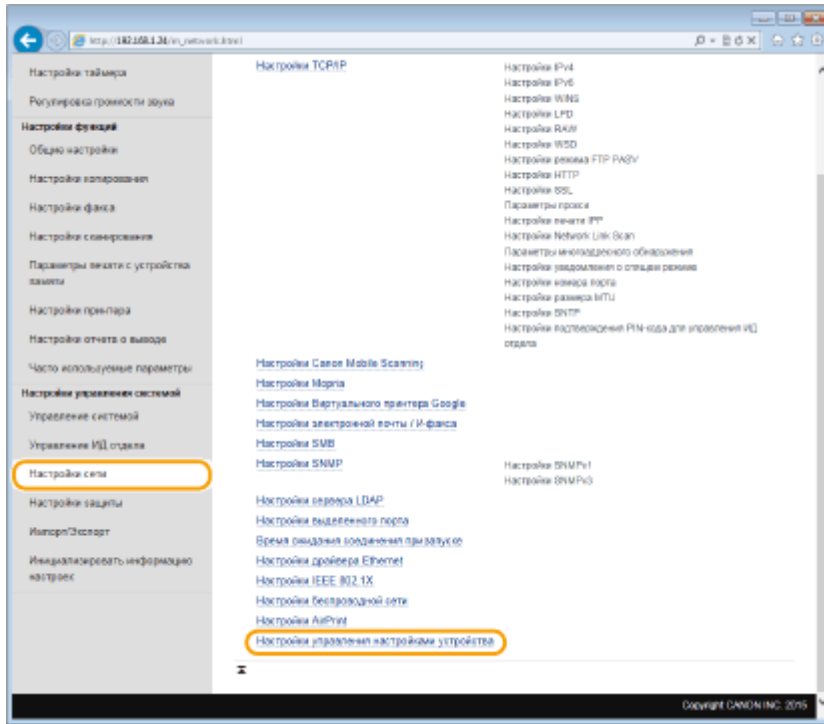 http://192.168.1.24/m_network.html
Настройки таймера
Регулировка громкости звука
Настройки функций
Общие настройки
Настройки копирования
Настройки факса
Настройки сканирования
Параметры печати с устройства
памяти
Настройки принтера
Настройки отчета о выводе
Часто используемые параметры
Настройки управления системой
Управление системой
Управление ИД отдела
Настройки сети
Настройки защиты
Импорт/Экспорт
Инициализировать информацию
настроек
Настройки TCP/IP
Настройки IPv4
Настройки IPv6
Настройки WINS
Настройки LPD
Настройки RAW
Настройки WSD
Настройки режима FTP PASV
Настройки HTTP
Настройки SSL
Параметры прокси
Настройки печати IPP
Настройки Network Link Scan
Параметры многоадресного обнаружения
Настройки уведомления о спящем режиме
Настройки номера порта
Настройки размера MTU
Настройки SNTP
Настройки подтверждения PIN-кода для управления ИД
отдела
Настройки Canon Mobile Scanning
Настройки Mopria
Настройки Виртуального принтера Google
Настройки электронной почты / И-факса
Настройки SMB
Настройки SNMP
Настройки SNMPv1
Настройки SNMPv3
Настройки сервера LDAP
Настройки выделенного порта
Время ожидания соединения при запуске
Настройки драйвера Ethernet
Настройки IEEE 802.1X
Настройки беспроводной сети
Настройки AirPrint
Настройки управления настройками устройства
Copyright CANON INC. 2015